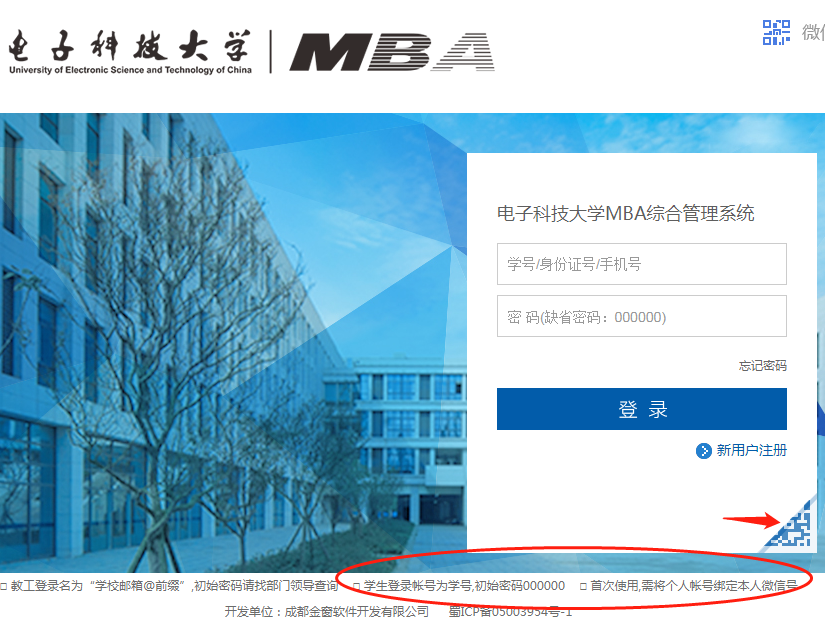 电子科技大学 MBA
University of Electronic Science and Technology of China
微信
电子科技大学MBA综合管理系统
学号/身份证号/手机号
密 码(缺省密码：000000)
忘记密码
登 录
新用户注册
□ 教工登录名为“学校邮箱@前缀”,初始密码请找部门领导查询 □ 学生登录帐号为学号,初始密码000000 □ 首次使用,需将个人帐号绑定本人微信号
开发单位：成都金窗软件开发有限公司 蜀ICP备05003954号-1